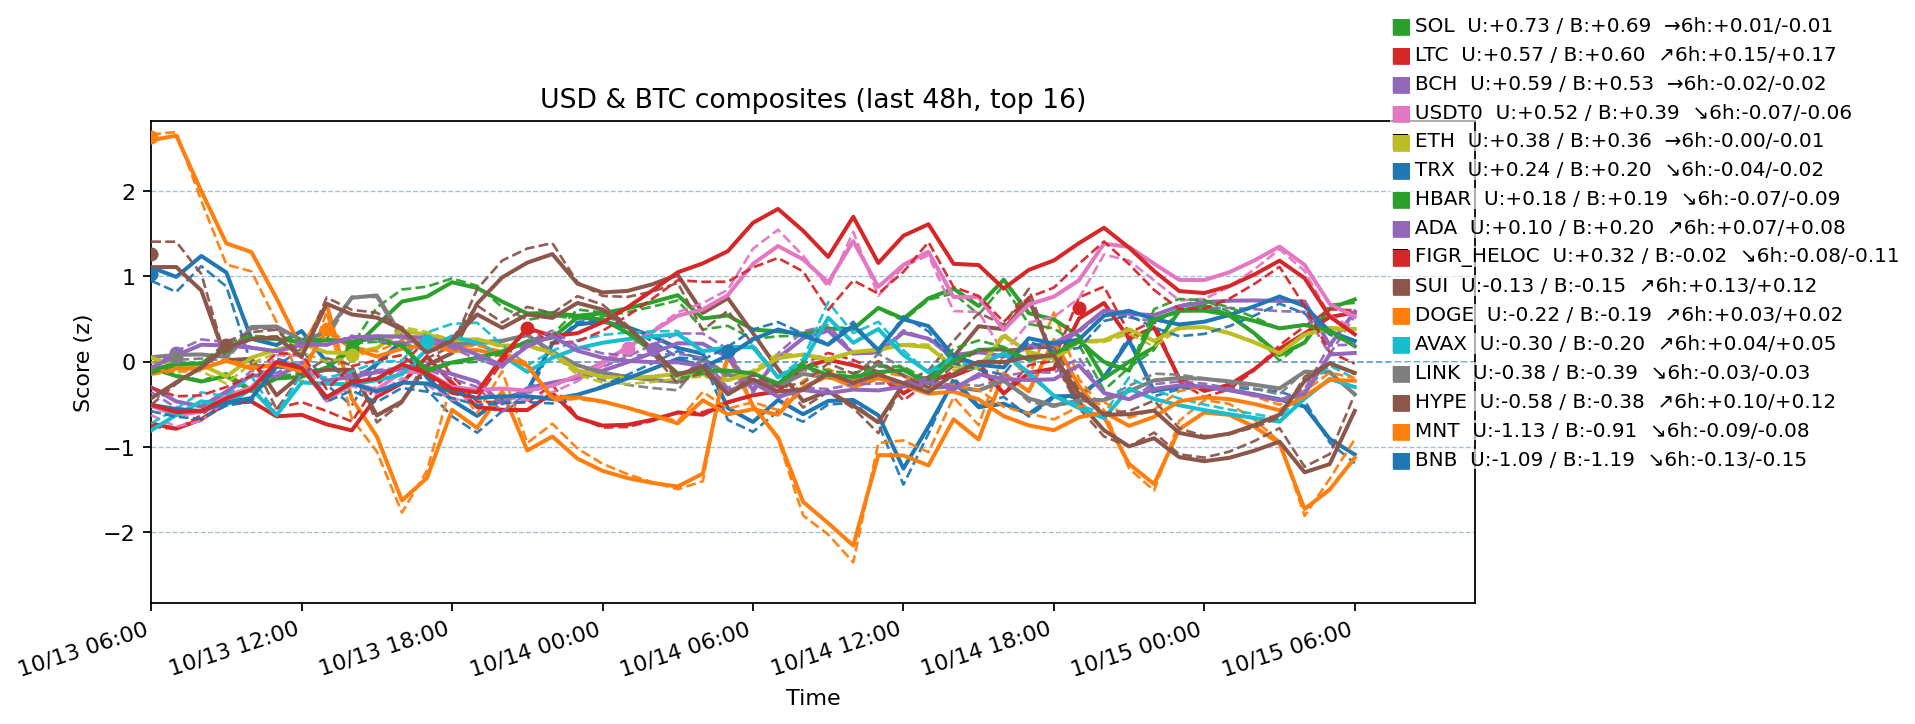 SOL  U:+0.73 / B:+0.69  →6h:+0.01/-0.01
LTC  U:+0.57 / B:+0.60  ↗6h:+0.15/+0.17
BCH  U:+0.59 / B:+0.53  →6h:-0.02/-0.02
USDT0  U:+0.52 / B:+0.39  ↘6h:-0.07/-0.06
ETH  U:+0.38 / B:+0.36  →6h:-0.00/-0.01
TRX  U:+0.24 / B:+0.20  ↘6h:-0.04/-0.02
HBAR  U:+0.18 / B:+0.19  ↘6h:-0.07/-0.09
ADA  U:+0.10 / B:+0.20  ↗6h:+0.07/+0.08
FIGR_HELOC  U:+0.32 / B:-0.02  ↘6h:-0.08/-0.11
SUI  U:-0.13 / B:-0.15  ↗6h:+0.13/+0.12
DOGE  U:-0.22 / B:-0.19  ↗6h:+0.03/+0.02
AVAX  U:-0.30 / B:-0.20  ↗6h:+0.04/+0.05
LINK  U:-0.38 / B:-0.39  ↘6h:-0.03/-0.03
HYPE  U:-0.58 / B:-0.38  ↗6h:+0.10/+0.12
MNT  U:-1.13 / B:-0.91  ↘6h:-0.09/-0.08
BNB  U:-1.09 / B:-1.19  ↘6h:-0.13/-0.15
USD & BTC composites (last 48h, top 16)
Score (z)
2
1
0
−1
−2
10/13 06:00
10/13 12:00
10/13 18:00
10/14 00:00
10/14 06:00
10/14 12:00
10/14 18:00
10/15 00:00
10/15 06:00
Time